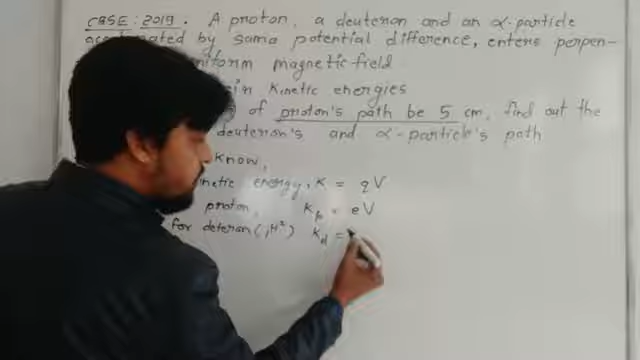 CBSE: 2019. A proton, a deuteron and an α-particle
by same potential difference, enters perpen-
uniform magnetic field.
in kinetic energies
of proton's path be 5 cm, find out the
deuteron's and α-particle's path
know,
energy, K = qV
proton, Kp = eV
for deteron (₁H²) Kd =